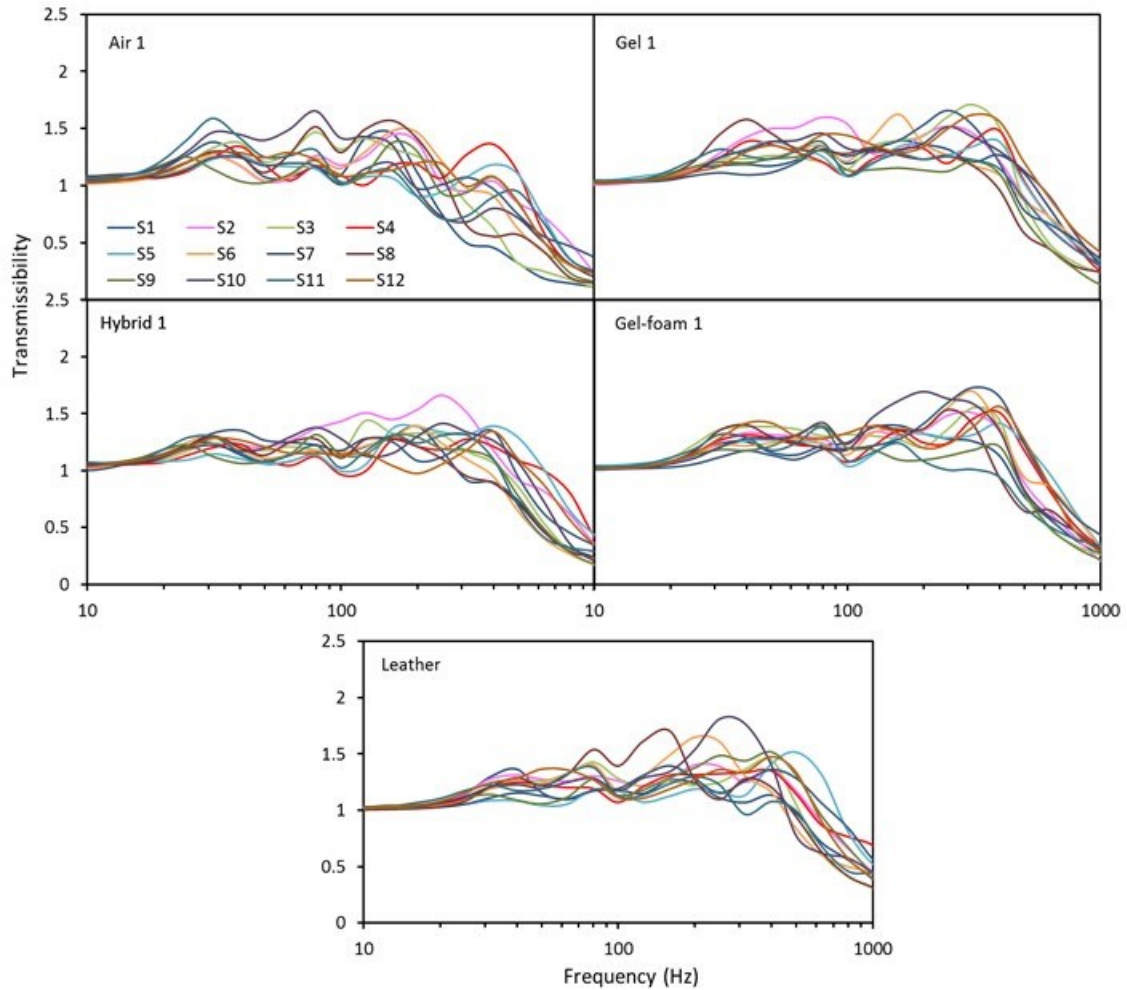 2.5
Air 1
Gel 1
2
1.5
1
S1 S2 S3 S4
0.5
S5 S6 S7 S8
S9 S10 S11 S12
0
2.5
Hybrid 1
Gel-foam 1
2
Transmissibility
1.5
1
0.5
0
10 100 10 100 1000
2.5
Leather
2
1.5
1
0.5
0
10 100 1000
Frequency (Hz)